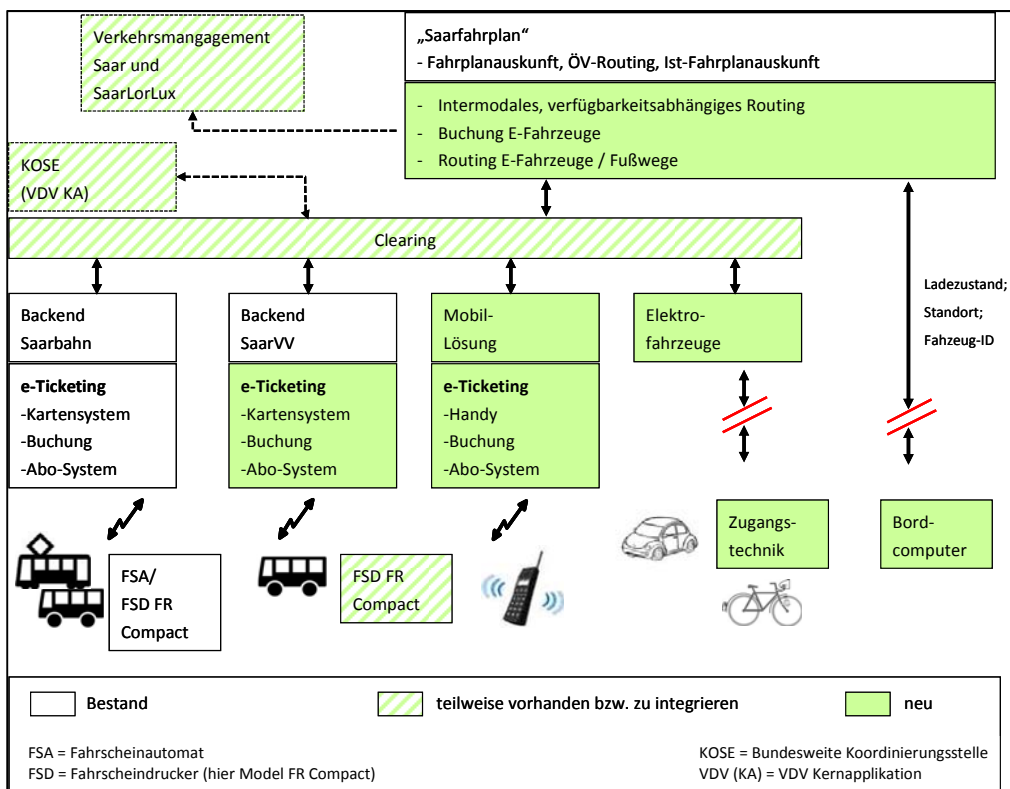 Verkehrsmangagement
Saar und
SaarLorLux
„Saarfahrplan"
- Fahrplanauskunft, ÖV-Routing, Ist-Fahrplanauskunft
- Intermodales, verfügbarkeitsabhängiges Routing
- Buchung E-Fahrzeuge
- Routing E-Fahrzeuge / Fußwege
KOSE
(VDV KA)
Clearing
Ladezustand;
Standort;
Fahzeug-ID
Backend
Saarbahn
e-Ticketing
-Kartensystem
-Buchung
-Abo-System
Backend
SaarVV
e-Ticketing
-Kartensystem
-Buchung
-Abo-System
Mobil-
Lösung
e-Ticketing
-Handy
-Buchung
-Abo-System
Elektro-
fahrzeuge
FSA/
FSD FR
Compact
FSD FR
Compact
Zugangs-
technik
Bord-
computer
Bestand
teilweise vorhanden bzw. zu integrieren
neu
FSA = Fahrscheinautomat
FSD = Fahrscheindrucker (hier Model FR Compact)
KOSE = Bundesweite Koordinierungsstelle
VDV (KA) = VDV Kernapplikation